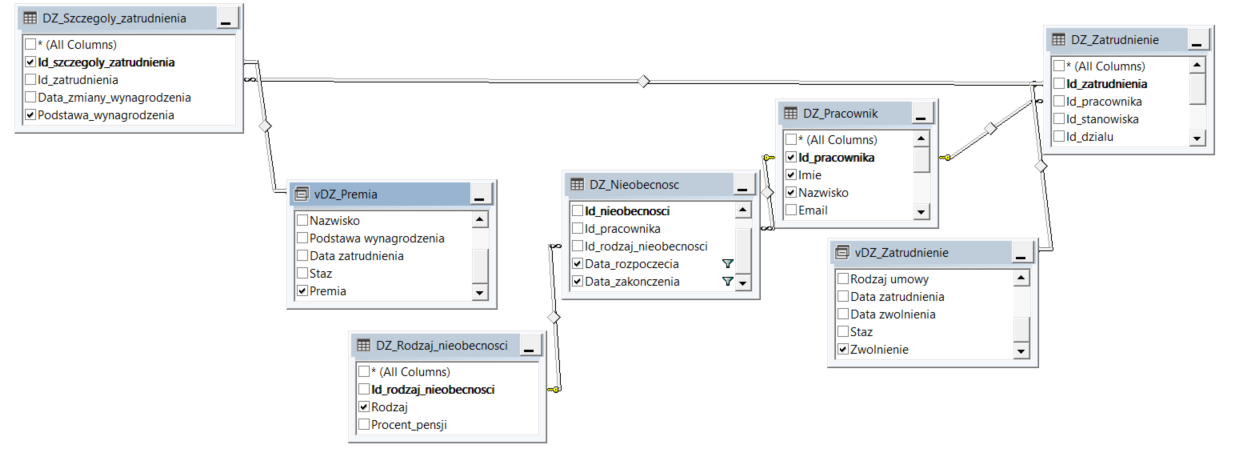 DZ_Szczegoly_zatrudnienia
* (All Columns)
Id_szczegoly_zatrudnienia
Id_zatrudnienia
Data_zmiany_wynagrodzenia
Podstawa_wynagrodzenia
DZ_Zatrudnienie
* (All Columns)
Id_zatrudnienia
Id_pracownika
Id_stanowiska
Id_dzialu
DZ_Pracownik
* (All Columns)
Id_pracownika
Imie
Nazwisko
Email
vDZ_Premia
Nazwisko
Podstawa wynagrodzenia
Data zatrudnienia
Staz
Premia
DZ_Nieobecnosc
Id_nieobecnosci
Id_pracownika
Id_rodzaj_nieobecnosci
Data_rozpoczecia
Data_zakonczenia
vDZ_Zatrudnienie
Rodzaj umowy
Data zatrudnienia
Data zwolnienia
Staz
Zwolnienie
DZ_Rodzaj_nieobecnosci
* (All Columns)
Id_rodzaj_nieobecnosci
Rodzaj
Procent_pensji